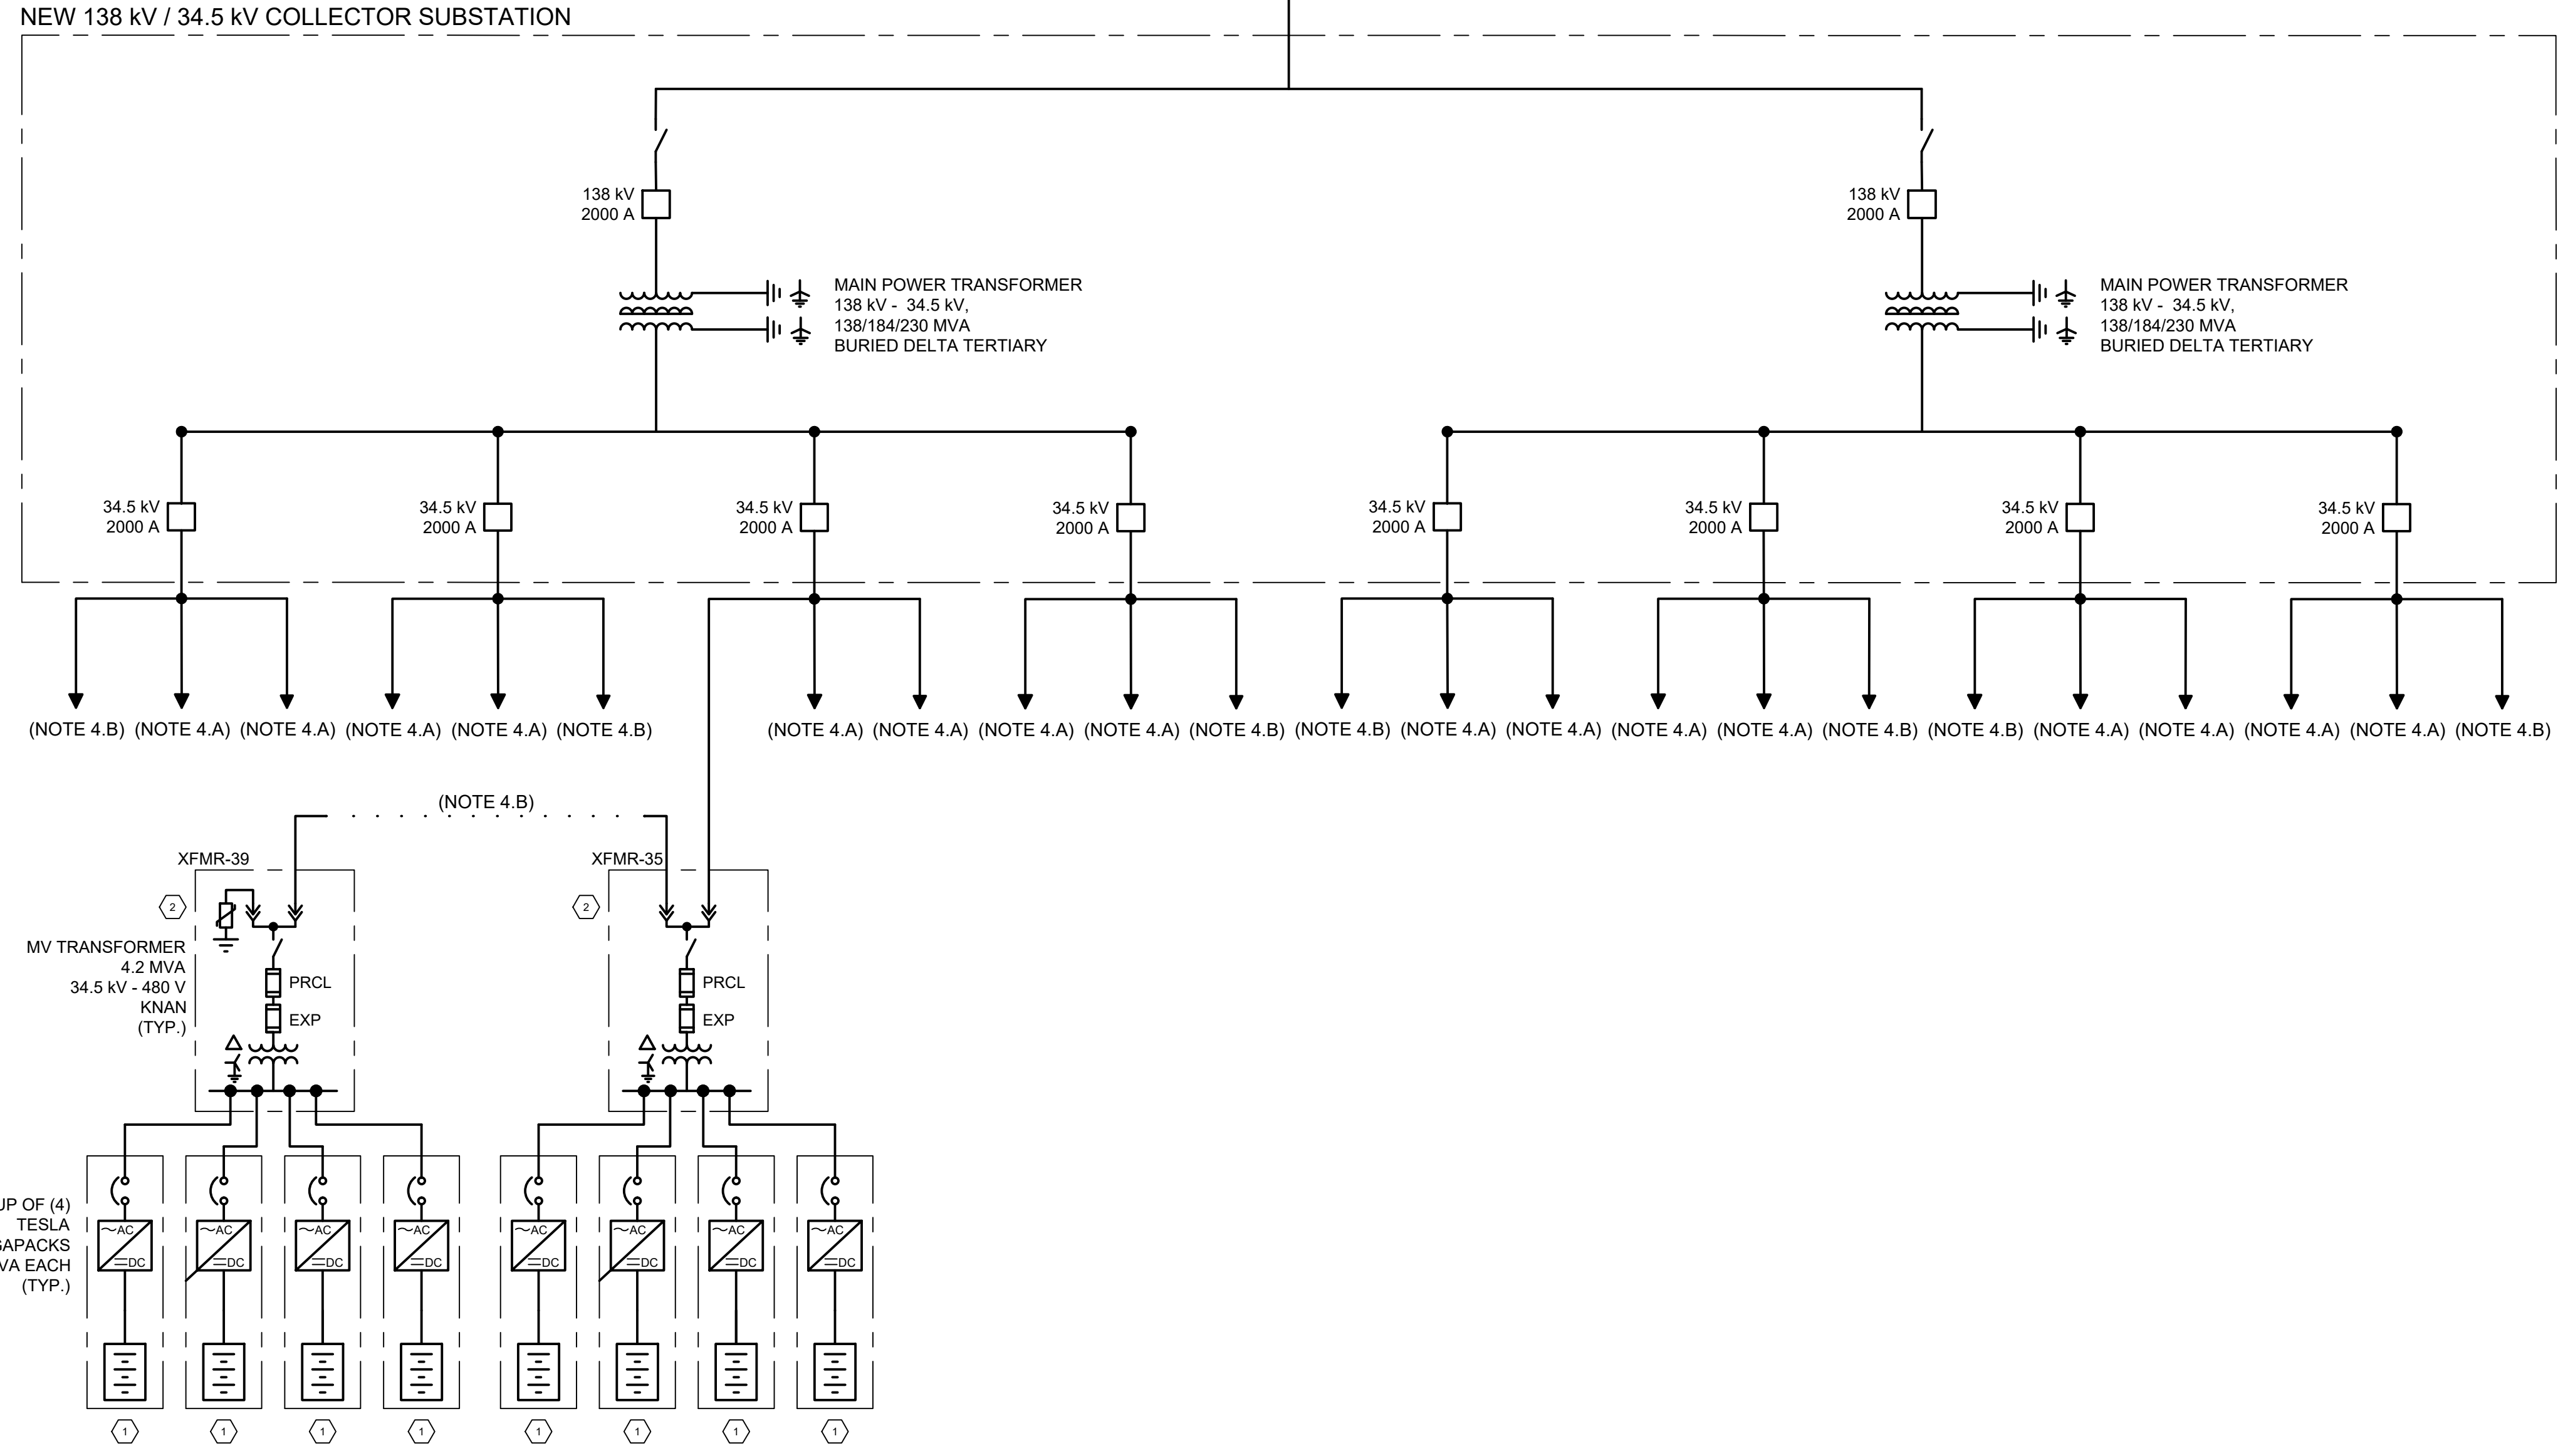 NEW 138 kV / 34.5 kV COLLECTOR SUBSTATION
138 kV
2000 A
138 kV
2000 A
MAIN POWER TRANSFORMER
138 kV - 34.5 kV,
138/184/230 MVA
BURIED DELTA TERTIARY
MAIN POWER TRANSFORMER
138 kV - 34.5 kV,
138/184/230 MVA
BURIED DELTA TERTIARY
34.5 kV
2000 A
34.5 kV
2000 A
34.5 kV
2000 A
34.5 kV
2000 A
34.5 kV
2000 A
34.5 kV
2000 A
34.5 kV
2000 A
34.5 kV
2000 A
(NOTE 4.B) (NOTE 4.A) (NOTE 4.A) (NOTE 4.A) (NOTE 4.A) (NOTE 4.B) (NOTE 4.A) (NOTE 4.A) (NOTE 4.A) (NOTE 4.A) (NOTE 4.B) (NOTE 4.B) (NOTE 4.A) (NOTE 4.A) (NOTE 4.A) (NOTE 4.A) (NOTE 4.B) (NOTE 4.B) (NOTE 4.A) (NOTE 4.A) (NOTE 4.A) (NOTE 4.A) (NOTE 4.B)
(NOTE 4.B)
XFMR-39
XFMR-35
2
2
MV TRANSFORMER
4.2 MVA
34.5 kV - 480 V
KNAN
(TYP.)
PRCL
EXP
PRCL
EXP
UP OF (4)
TESLA
GAPACKS
VA EACH
(TYP.)
AC
DC
AC
DC
AC
DC
AC
DC
AC
DC
AC
DC
AC
DC
AC
DC
1 1 1 1 1 1 1 1